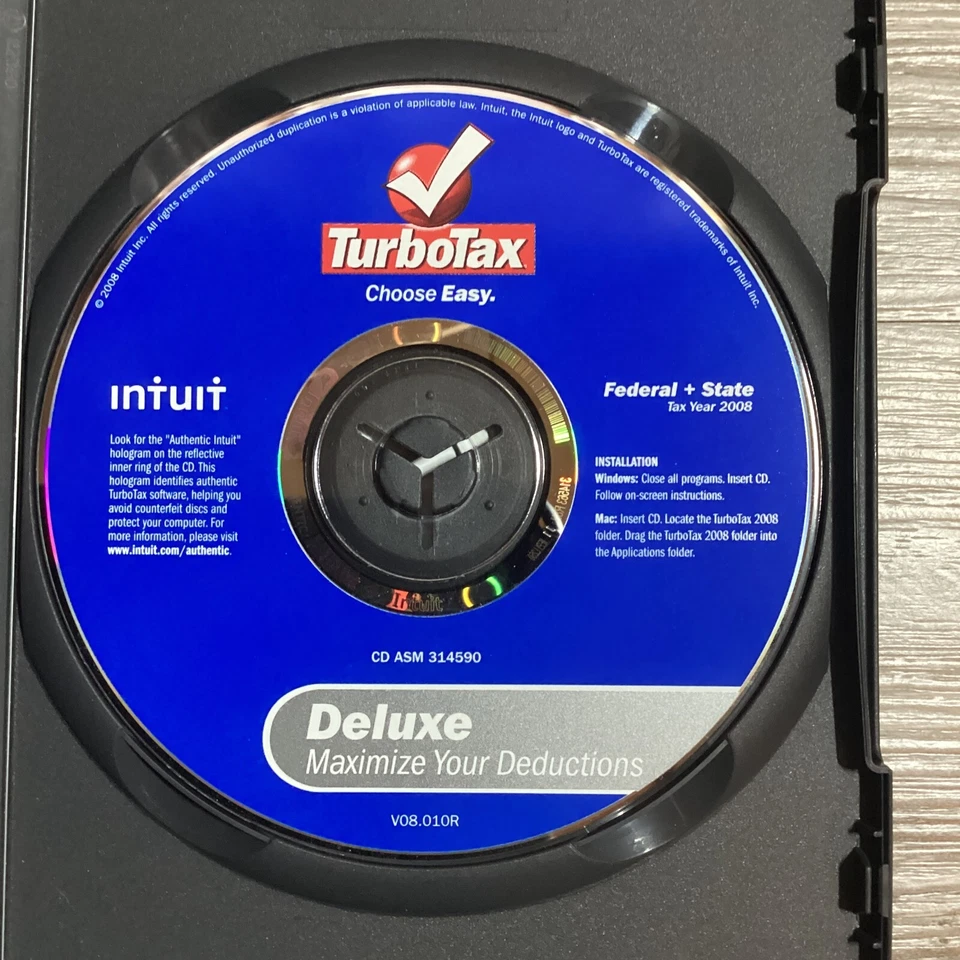 © 2008 Intuit Inc. All rights reserved. Unauthorized duplication is a violation of applicable law. Intuit, the Intuit logo and TurboTax are registered trademarks of Intuit Inc.
TurboTax
Choose Easy.
intuit
Look for the "Authentic Intuit"
hologram on the reflective
inner ring of the CD. This
hologram identifies authentic
TurboTax software, helping you
avoid counterfeit discs and
protect your computer. For
more information, please visit
www.intuit.com/authentic.
Federal + State
Tax Year 2008
INSTALLATION
Windows: Close all programs. Insert CD.
Follow on-screen instructions.
Mac: Insert CD. Locate the TurboTax 2008
folder. Drag the TurboTax 2008 folder into
the Applications folder.
Intuit
CD ASM 314590
Deluxe
Maximize Your Deductions
V08.010R